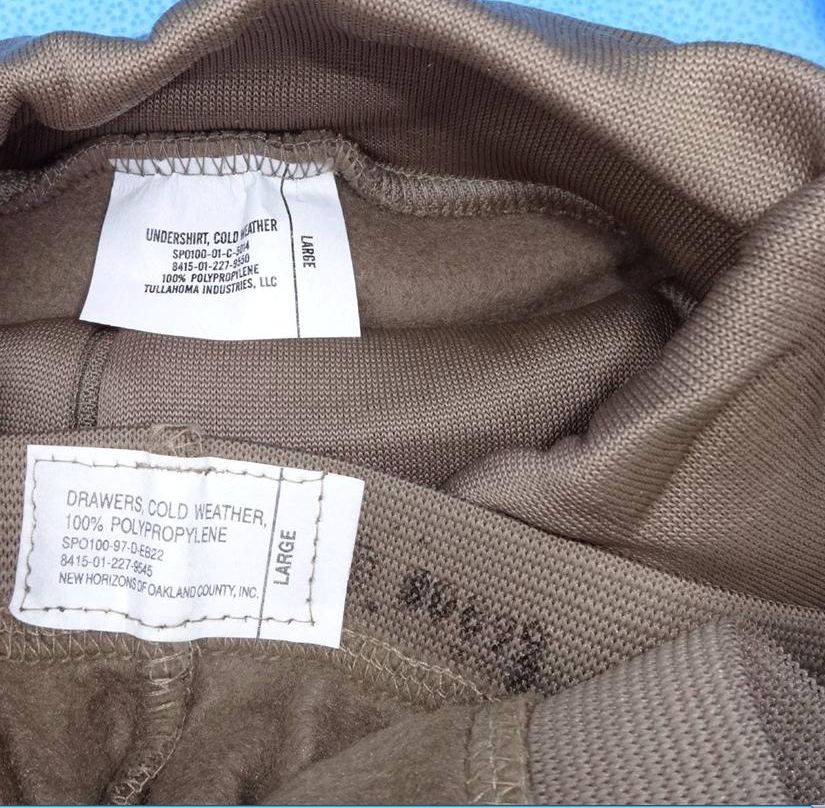 UNDERSHIRT, COLD WEATHER
SPO100-01-C-5014
8415-01-227-9550
100% POLYPROPYLENE
TULLAHOMA INDUSTRIES, LLC
LARGE
DRAWERS, COLD WEATHER,
100% POLYPROPYLENE
SPO100-97-D-EB22
8415-01-227-9545
NEW HORIZONS OF OAKLAND COUNTY, INC.
LARGE